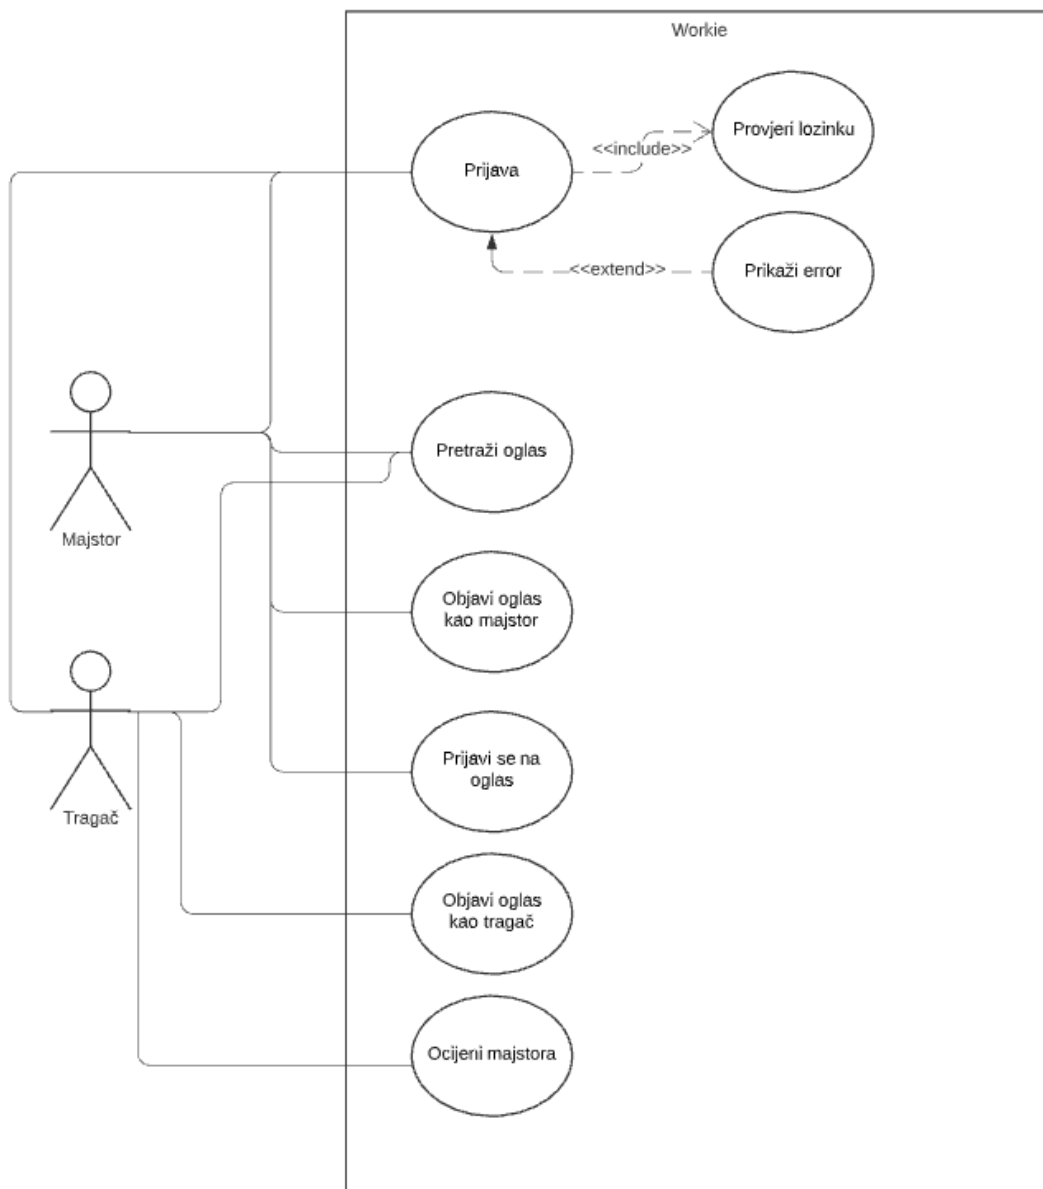 Workie
Provjeri lozinku
<<include>>
Prijava
<<extend>>
Prikaži error
Pretraži oglas
Majstor
Objavi oglas
kao majstor
Prijavi se na
oglas
Tragač
Objavi oglas
kao tragač
Ocijeni majstora